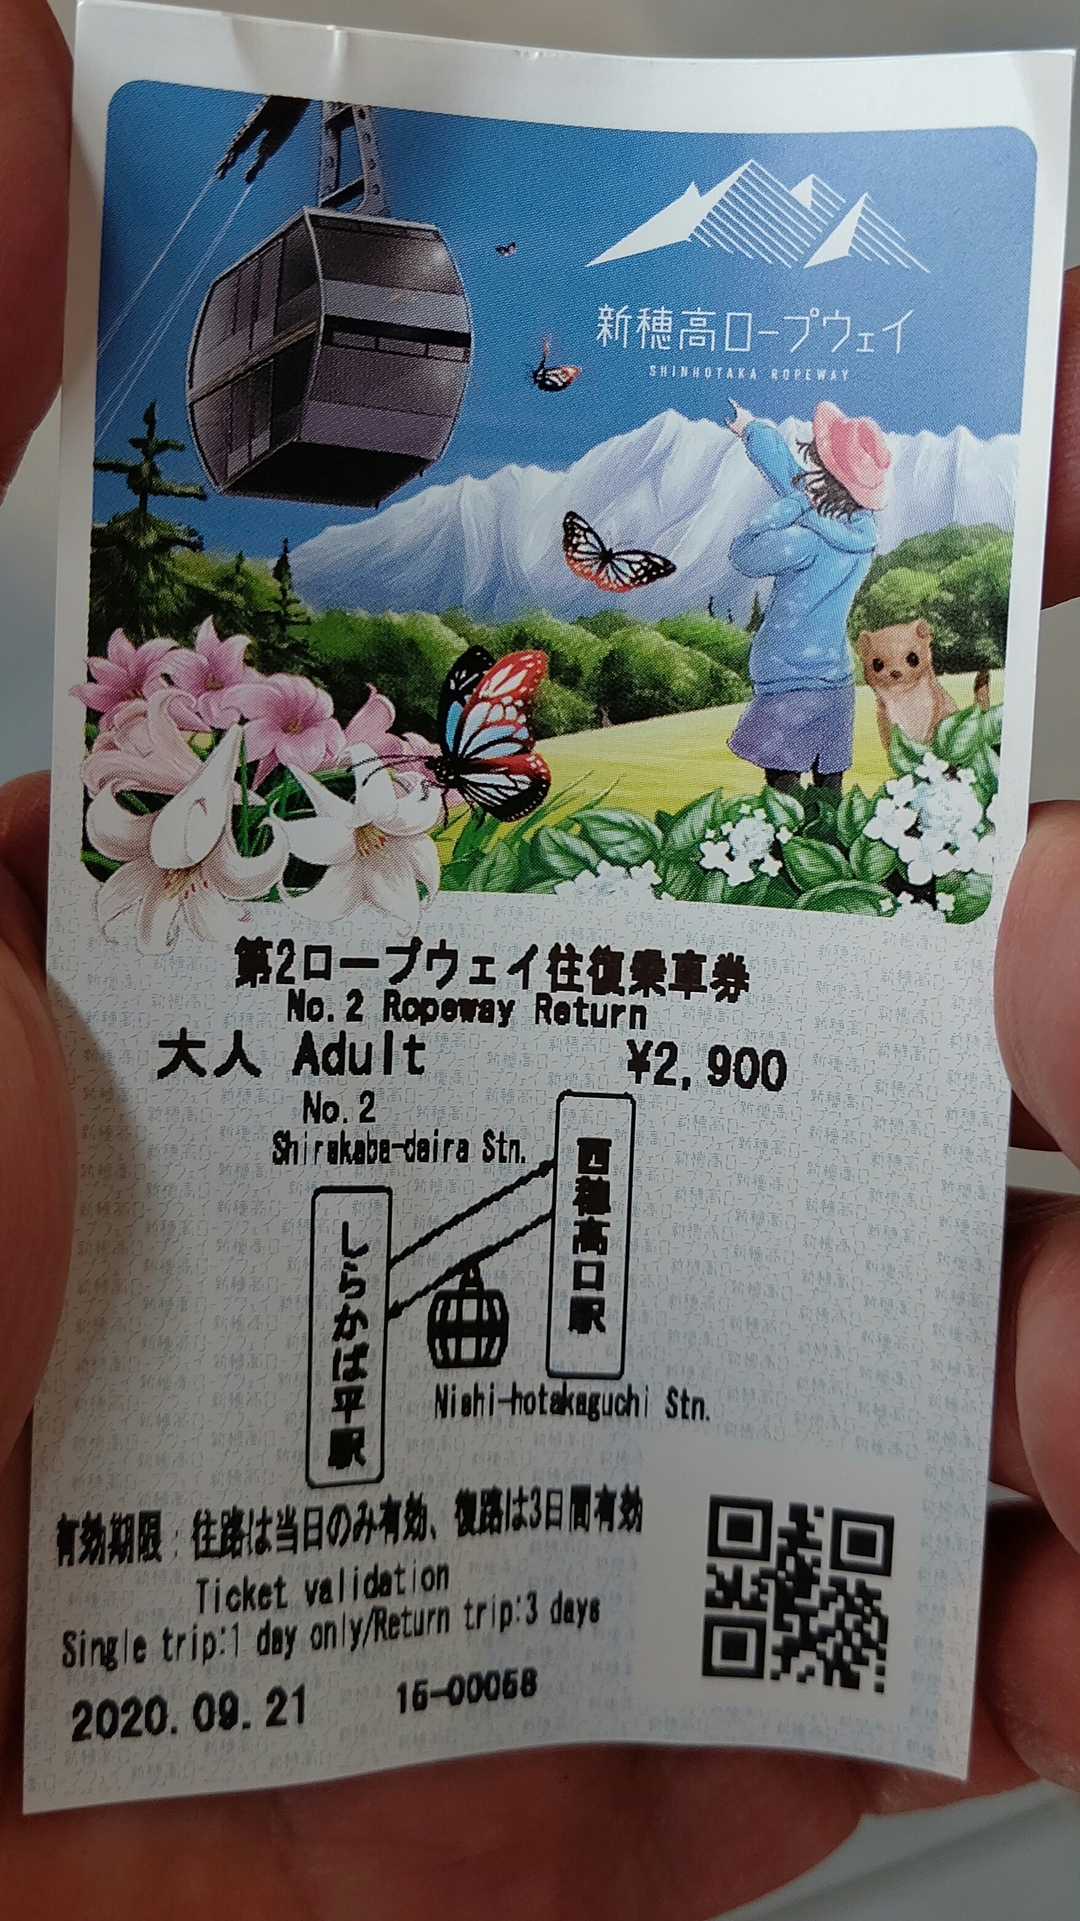 新穂高ロープウェイ
SHINHOTAKA ROPEWAY
第2ロープウェイ往復乗車券
No.2 Ropeway Return
大人 Adult ¥2,900
No.2
Shirakaba-daira Stn.
西穂高口駅
しらかば平駅
Nishi-hotakaguchi Stn.
有効期限:往路は当日のみ有効、復路は3日間有効
Ticket validation
Single trip:1 day only/Return trip:3 days
2020.09.21 15-00058